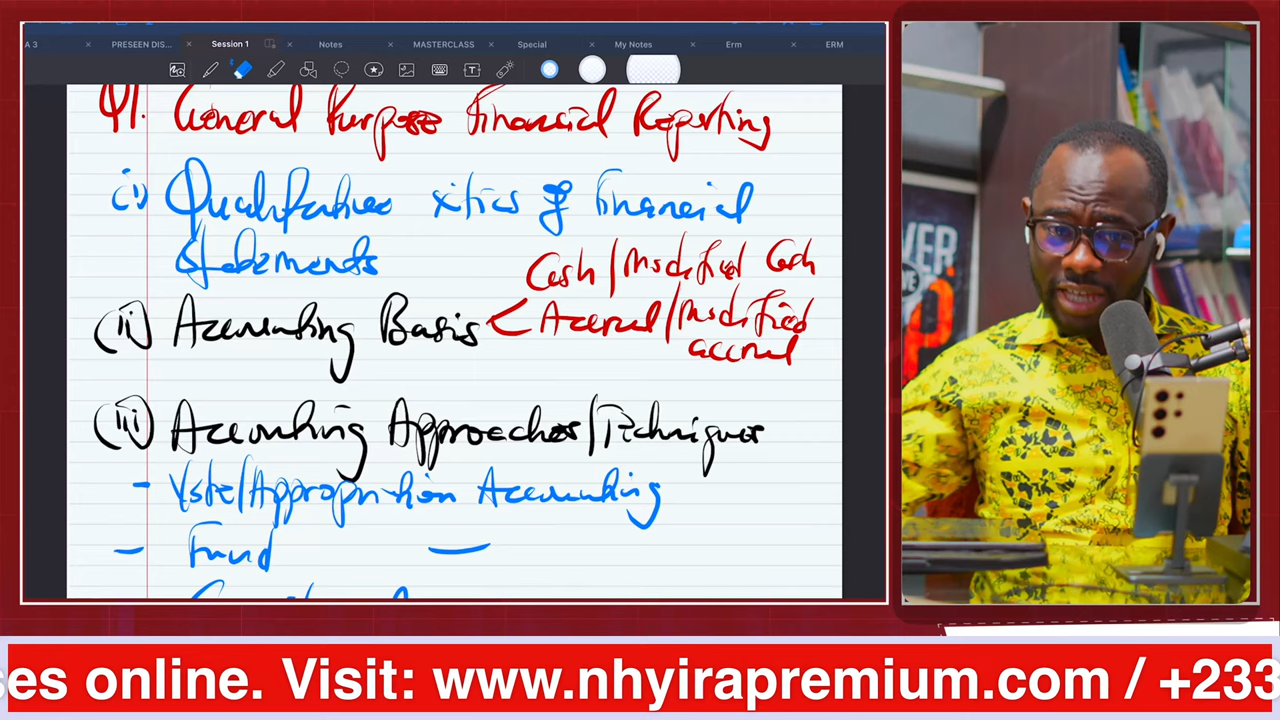 A 3
PRESEEN DIS...
Session 1
Notes
MASTERCLASS
Special
My Notes
Erm
ERM
Q1. General Purpose Financial Reporting
(i) Qualitative xtics of Financial
Statements
Cash/Modified Cash
(ii) Accounting Basis < Accrual/Modified
accrual
(iii) Accounting Approaches/Techniques
- Vote/Appropriation Accounting
- Fund —
es online. Visit: www.nhyirapremium.com / +233